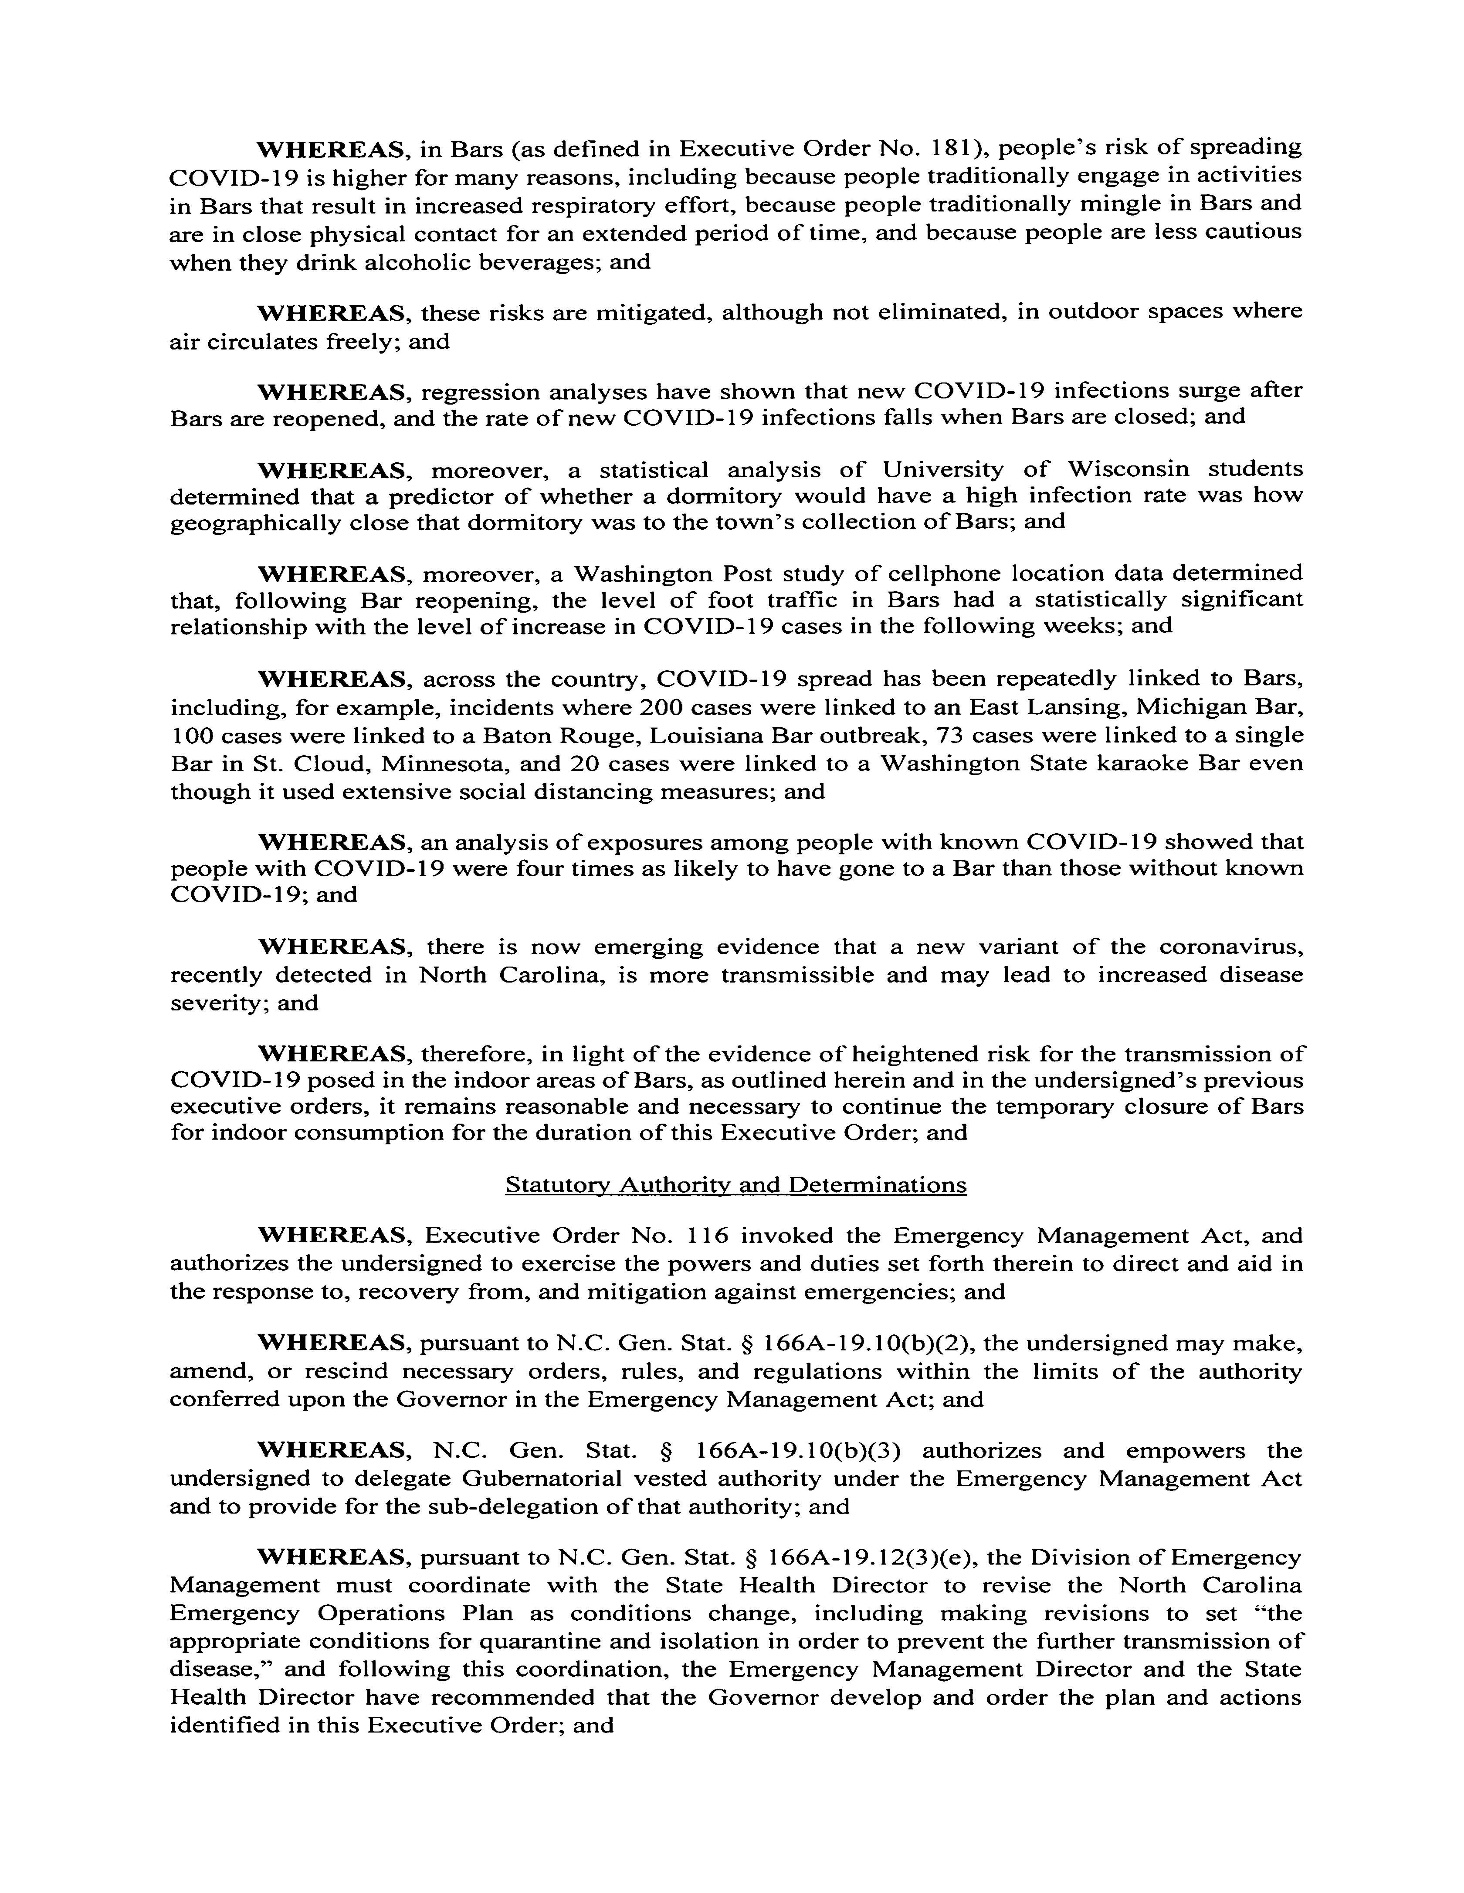 WHEREAS, in Bars (as defined in Executive Order No. 181), people's risk of spreading
COVID-19 is higher for many reasons, including because people traditionally engage in activities
in Bars that result in increased respiratory effort, because people traditionally mingle in Bars and
are in close physical contact for an extended period of time, and because people are less cautious
when they drink alcoholic beverages; and
WHEREAS, these risks are mitigated, although not eliminated, in outdoor spaces where
air circulates freely; and
WHEREAS, regression analyses have shown that new COVID-19 infections surge after
Bars are reopened, and the rate of new COVID-19 infections falls when Bars are closed; and
WHEREAS, moreover, a statistical analysis of University of Wisconsin students
determined that a predictor of whether a dormitory would have a high infection rate was how
geographically close that dormitory was to the town's collection of Bars; and
WHEREAS, moreover, a Washington Post study of cellphone location data determined
that, following Bar reopening, the level of foot traffic in Bars had a statistically significant
relationship with the level of increase in COVID-19 cases in the following weeks; and
WHEREAS, across the country, COVID-19 spread has been repeatedly linked to Bars,
including, for example, incidents where 200 cases were linked to an East Lansing, Michigan Bar,
100 cases were linked to a Baton Rouge, Louisiana Bar outbreak, 73 cases were linked to a single
Bar in St. Cloud, Minnesota, and 20 cases were linked to a Washington State karaoke Bar even
though it used extensive social distancing measures; and
WHEREAS, an analysis of exposures among people with known COVID-19 showed that
people with COVID-19 were four times as likely to have gone to a Bar than those without known
COVID-19; and
WHEREAS, there is now emerging evidence that a new variant of the coronavirus,
recently detected in North Carolina, is more transmissible and may lead to increased disease
severity; and
WHEREAS, therefore, in light of the evidence of heightened risk for the transmission of
COVID-19 posed in the indoor areas of Bars, as outlined herein and in the undersigned's previous
executive orders, it remains reasonable and necessary to continue the temporary closure of Bars
for indoor consumption for the duration of this Executive Order; and
Statutory Authority and Determinations
WHEREAS, Executive Order No. 116 invoked the Emergency Management Act, and
authorizes the undersigned to exercise the powers and duties set forth therein to direct and aid in
the response to, recovery from, and mitigation against emergencies; and
WHEREAS, pursuant to N.C. Gen. Stat. § 166A-19.10(b)(2), the undersigned may make,
amend, or rescind necessary orders, rules, and regulations within the limits of the authority
conferred upon the Governor in the Emergency Management Act; and
WHEREAS, N.C. Gen. Stat. § 166A-19.10(b)(3) authorizes and empowers the
undersigned to delegate Gubernatorial vested authority under the Emergency Management Act
and to provide for the sub-delegation of that authority; and
WHEREAS, pursuant to N.C. Gen. Stat. § 166A-19.12(3)(e), the Division of Emergency
Management must coordinate with the State Health Director to revise the North Carolina
Emergency Operations Plan as conditions change, including making revisions to set “the
appropriate conditions for quarantine and isolation in order to prevent the further transmission of
disease,” and following this coordination, the Emergency Management Director and the State
Health Director have recommended that the Governor develop and order the plan and actions
identified in this Executive Order; and